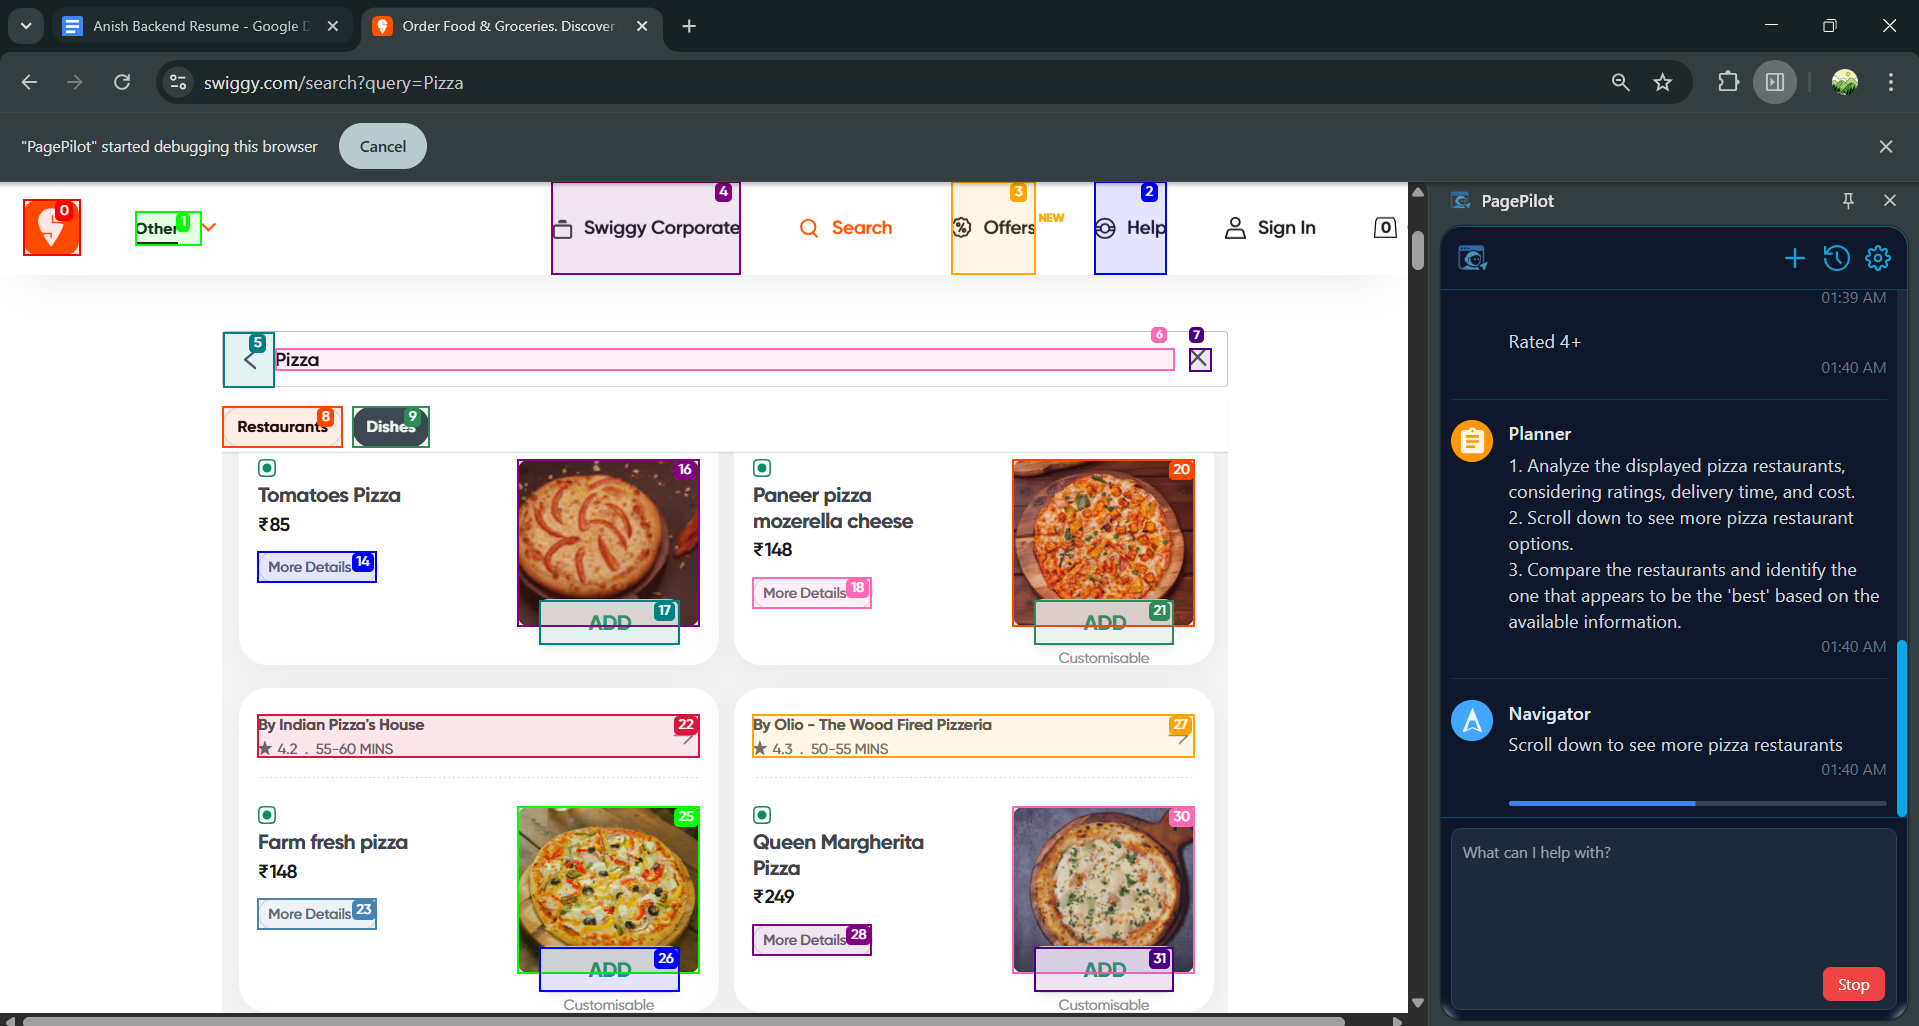 Anish Backend Resume - Google D
Order Food & Groceries. Discover
swiggy.com/search?query=Pizza
"PagePilot" started debugging this browser
Cancel
0
Other
1
4
Swiggy Corporate
Search
3
Offers
NEW
2
Help
Sign In
0
5
Pizza
6
7
Restaurants
8
Dishes
9
Tomatoes Pizza
₹85
More Details
14
16
ADD
17
Paneer pizza
mozerella cheese
₹148
More Details
18
20
ADD
21
Customisable
By Indian Pizza's House
22
4.2 . 55-60 MINS
Farm fresh pizza
₹148
More Details
23
25
ADD
26
Customisable
By Olio - The Wood Fired Pizzeria
27
4.3 . 50-55 MINS
Queen Margherita
Pizza
₹249
More Details
28
30
ADD
31
Customisable
PagePilot
01:39 AM
Rated 4+
01:40 AM
Planner
1. Analyze the displayed pizza restaurants,
considering ratings, delivery time, and cost.
2. Scroll down to see more pizza restaurant
options.
3. Compare the restaurants and identify the
one that appears to be the 'best' based on the
available information.
01:40 AM
Navigator
Scroll down to see more pizza restaurants
01:40 AM
What can I help with?
Stop